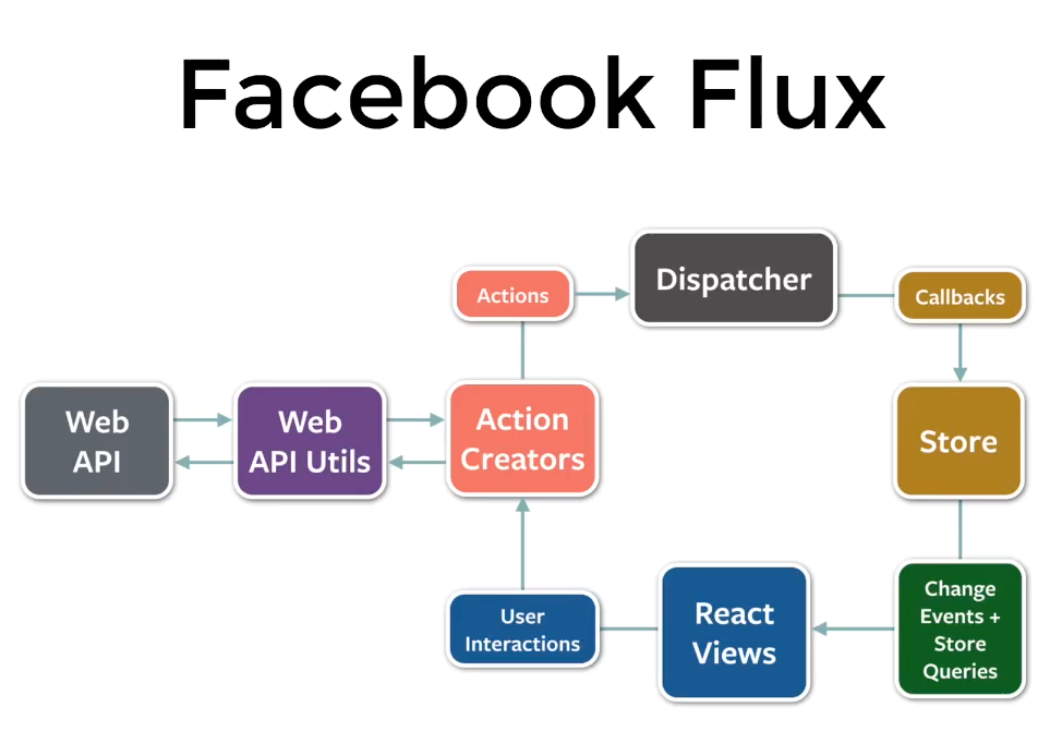 Facebook Flux
Dispatcher
Actions
Callbacks
Web
API
Web
API Utils
Action
Creators
Store
User
Interactions
React
Views
Change
Events +
Store
Queries